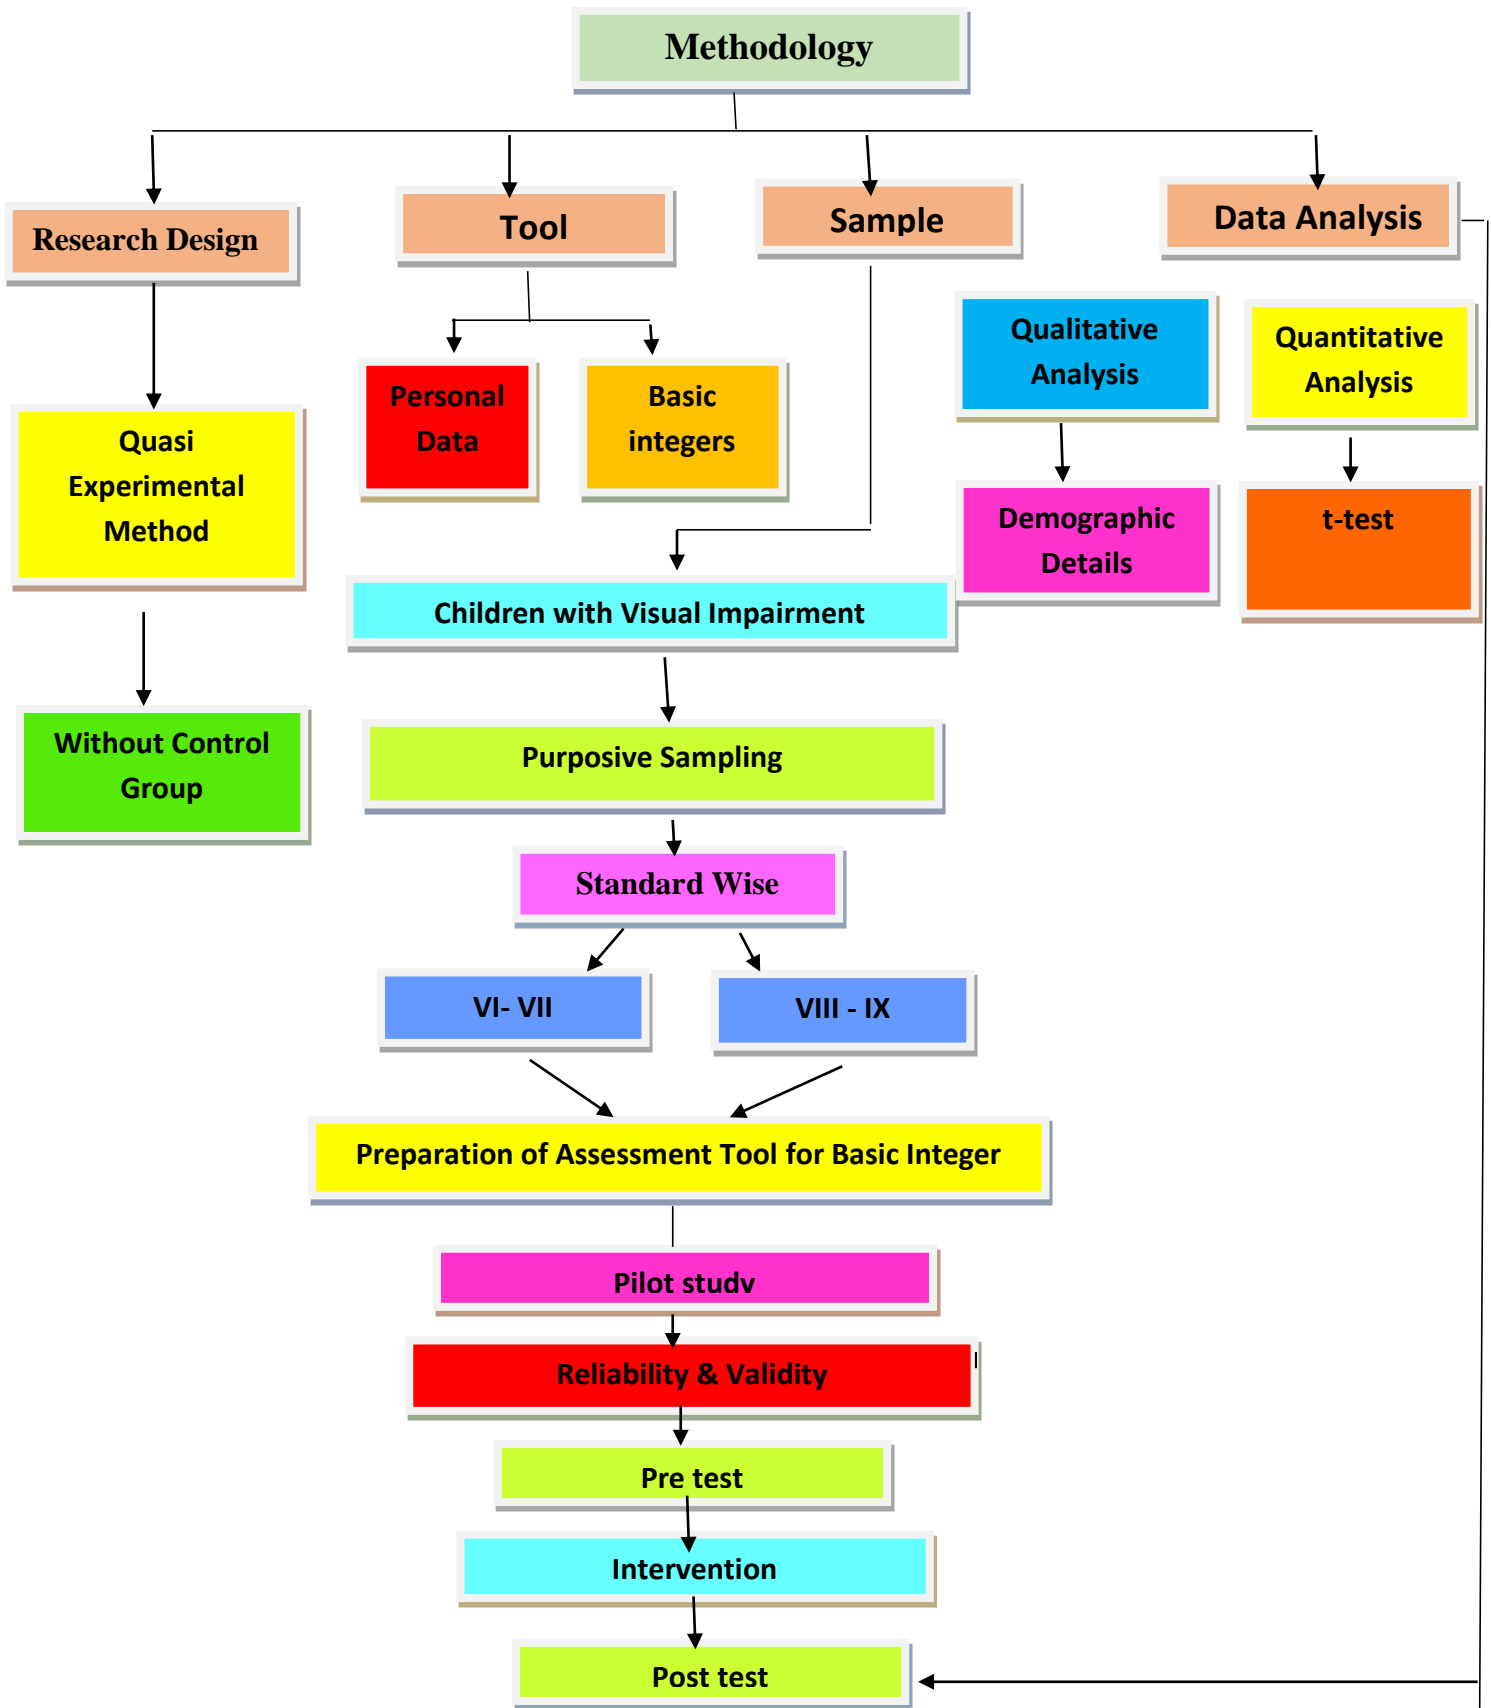 Methodology
Research Design
Tool
Sample
Data Analysis
Personal
Data
Basic
integers
Qualitative
Analysis
Quantitative
Analysis
Quasi
Experimental
Method
Demographic
Details
t-test
Children with Visual Impairment
Without Control
Group
Purposive Sampling
Standard Wise
VI- VII
VIII - IX
Preparation of Assessment Tool for Basic Integer
Pilot study
Reliability & Validity
l
Pre test
Intervention
Post test